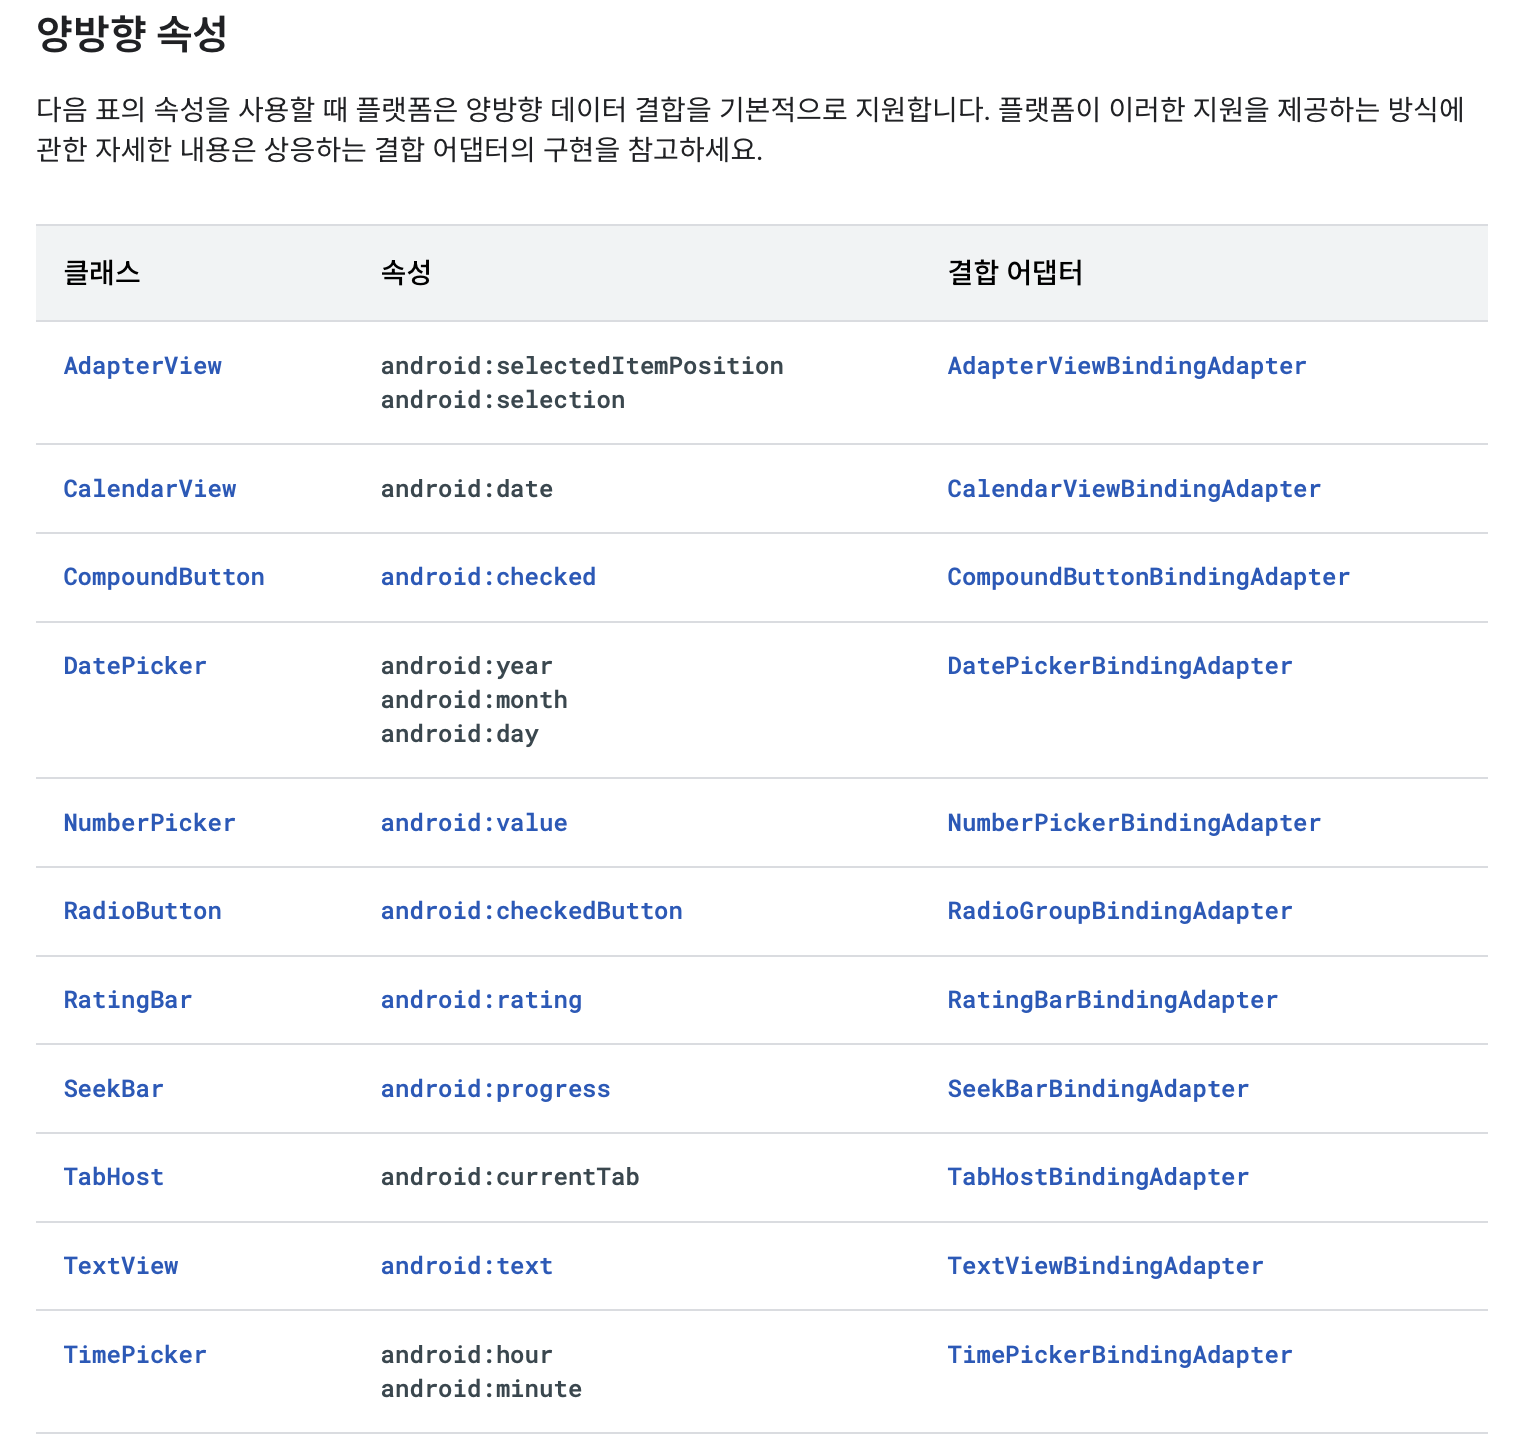 양방향 속성
다음 표의 속성을 사용할 때 플랫폼은 양방향 데이터 결합을 기본적으로 지원합니다. 플랫폼이 이러한 지원을 제공하는 방식에
관한 자세한 내용은 상응하는 결합 어댑터의 구현을 참고하세요.
클래스 속성 결합 어댑터
AdapterView android:selectedItemPosition AdapterViewBindingAdapter
android:selection
CalendarView android:date CalendarViewBindingAdapter
CompoundButton android:checked CompoundButtonBindingAdapter
DatePicker android:year DatePickerBindingAdapter
android:month
android:day
NumberPicker android:value NumberPickerBindingAdapter
RadioButton android:checkedButton RadioGroupBindingAdapter
RatingBar android:rating RatingBarBindingAdapter
SeekBar android:progress SeekBarBindingAdapter
TabHost android:currentTab TabHostBindingAdapter
TextView android:text TextViewBindingAdapter
TimePicker android:hour TimePickerBindingAdapter
android:minute